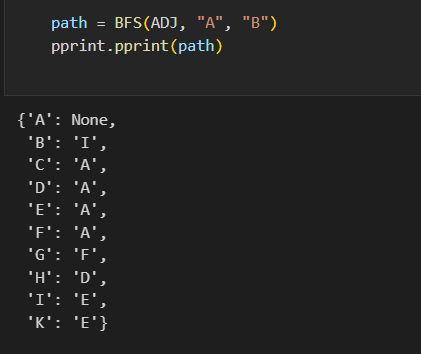 path = BFS(ADJ, "A", "B")
pprint.pprint(path)
{'A': None,
'B': 'I',
'C': 'A',
'D': 'A',
'E': 'A',
'F': 'A',
'G': 'F',
'H': 'D',
'I': 'E',
'K': 'E'}